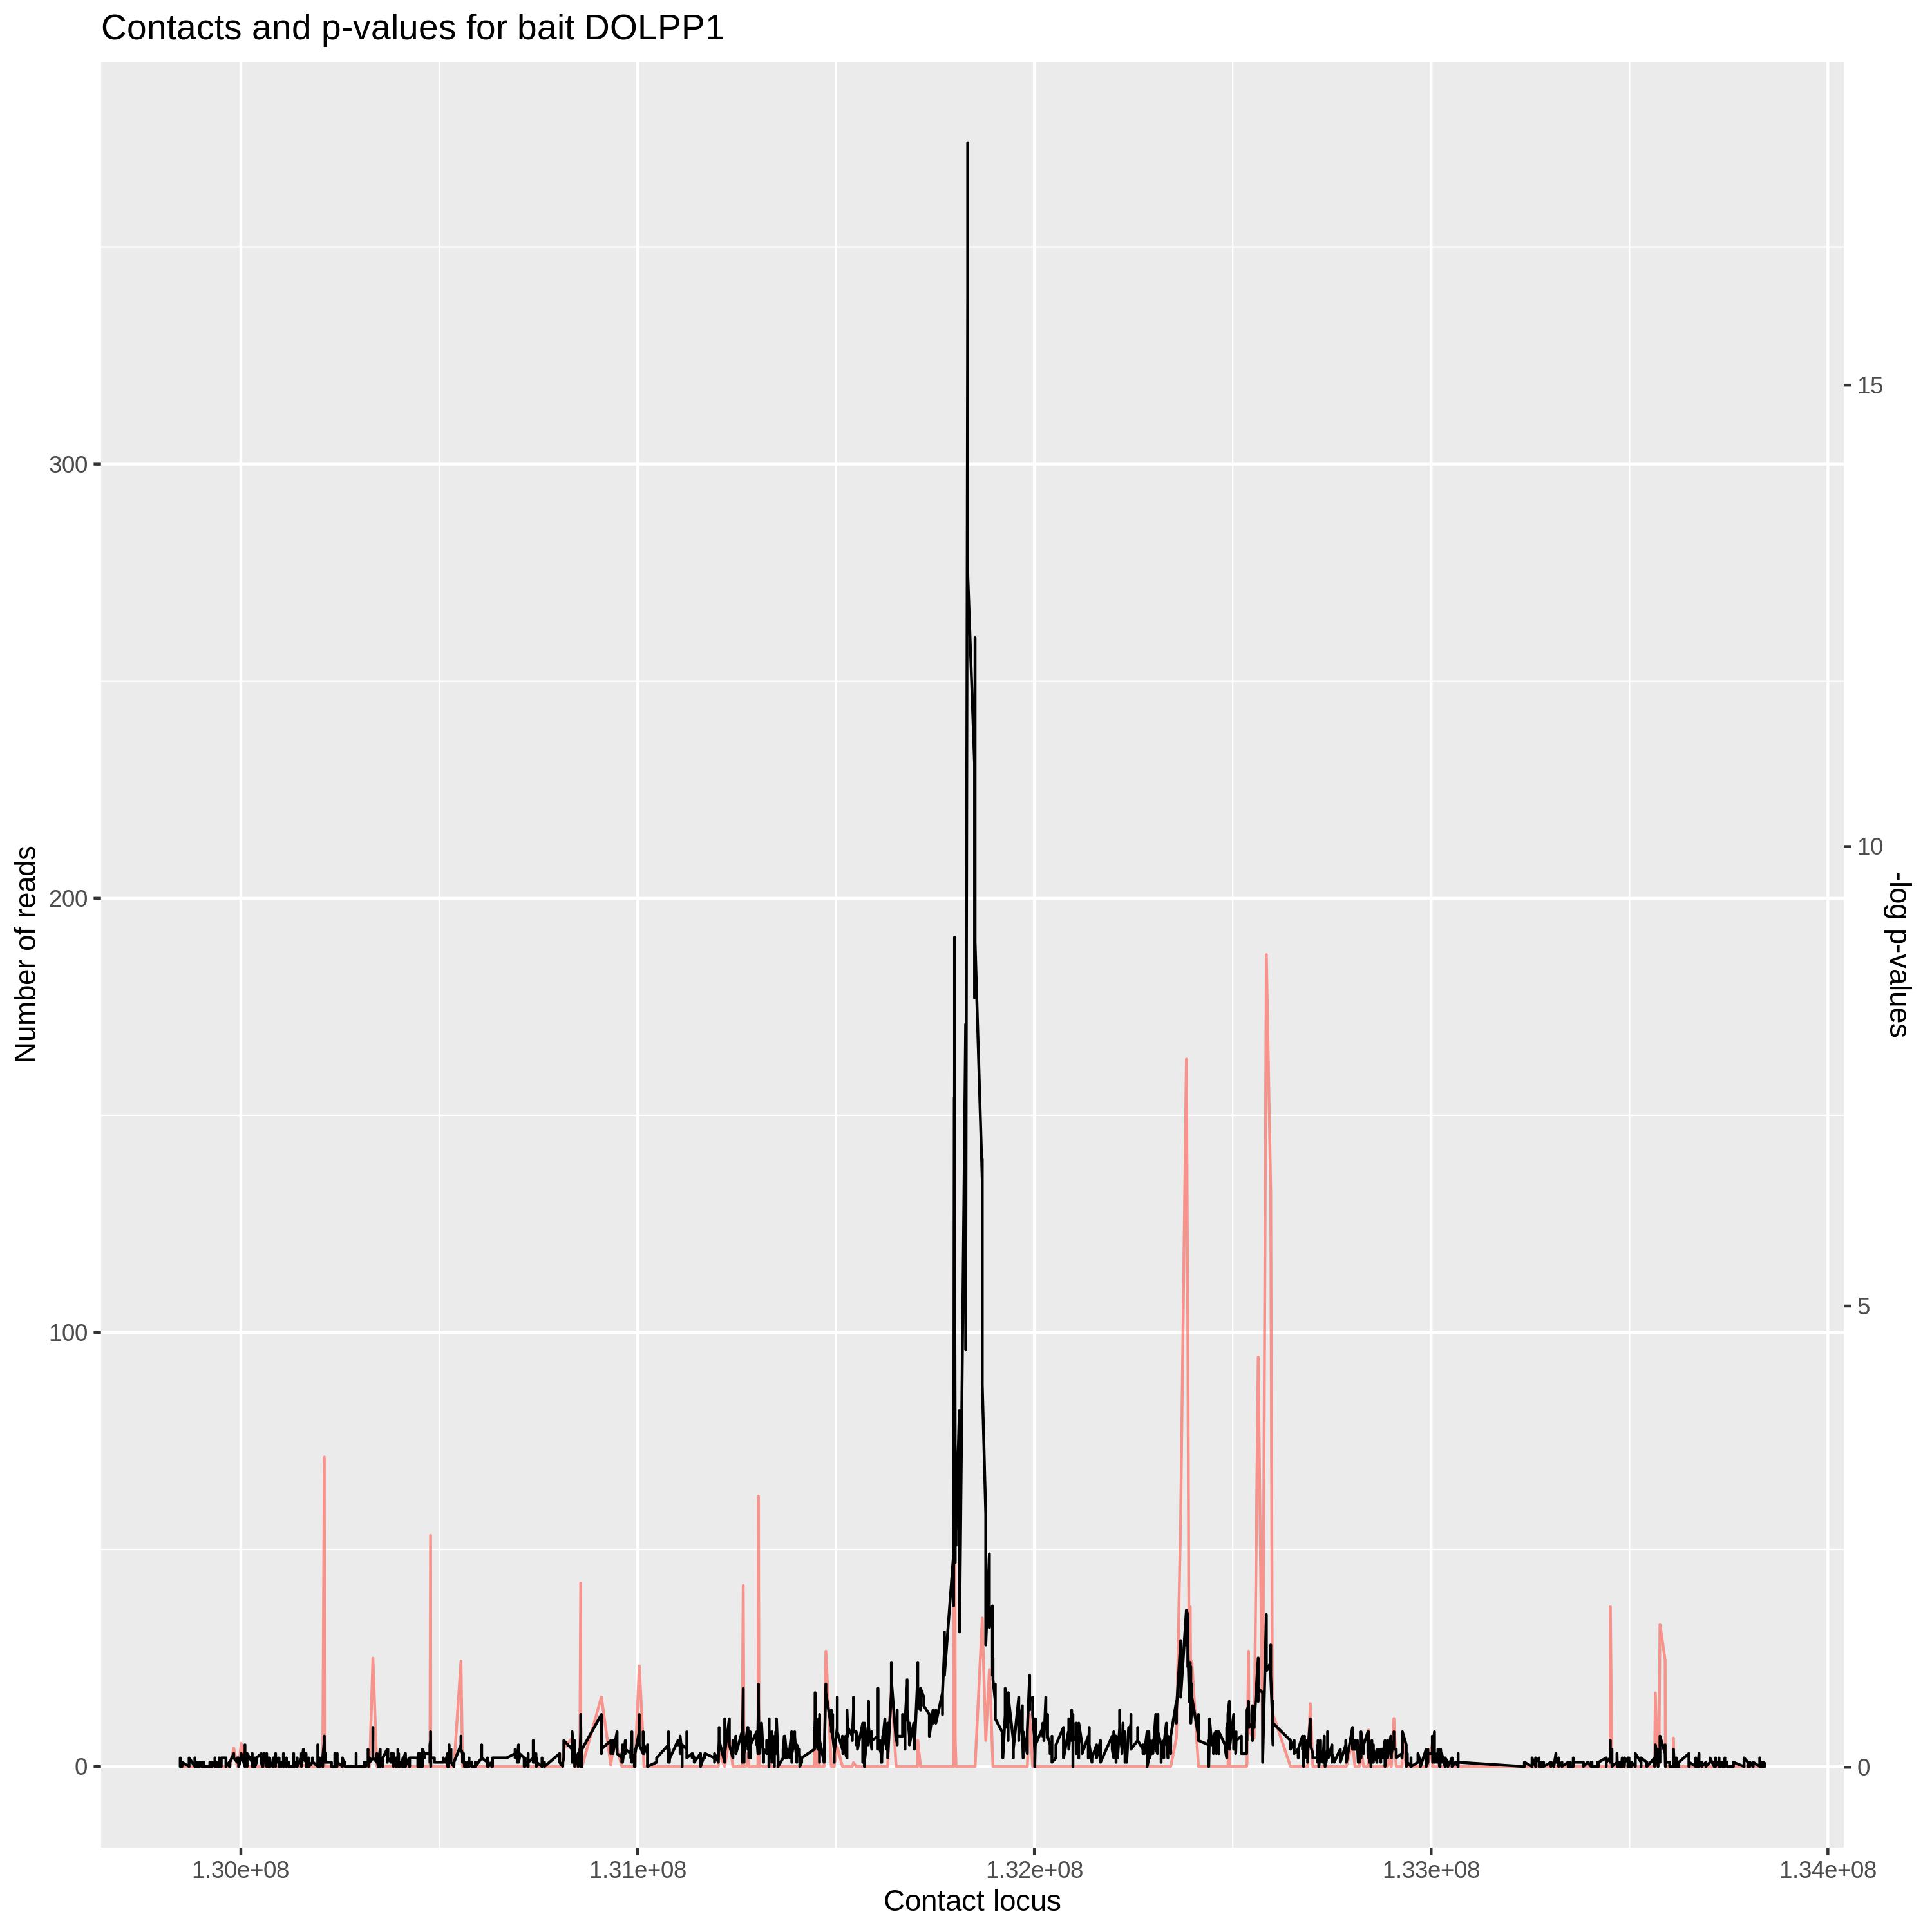 Contacts and p-values for bait DOLPP1
Number of reads
300
200
100
0
15
10
5
0
-log p-values
1.30e+08
1.31e+08
1.32e+08
1.33e+08
1.34e+08
Contact locus